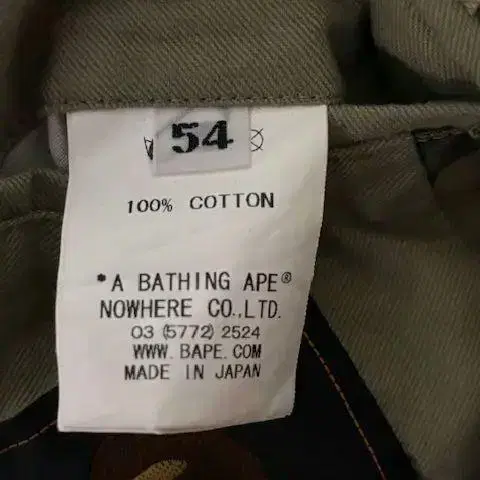 54
100% COTTON
*A BATHING APE®
NOWHERE CO.,LTD.
03 (5772) 2524
WWW. BAPE. COM
MADE IN JAPAN